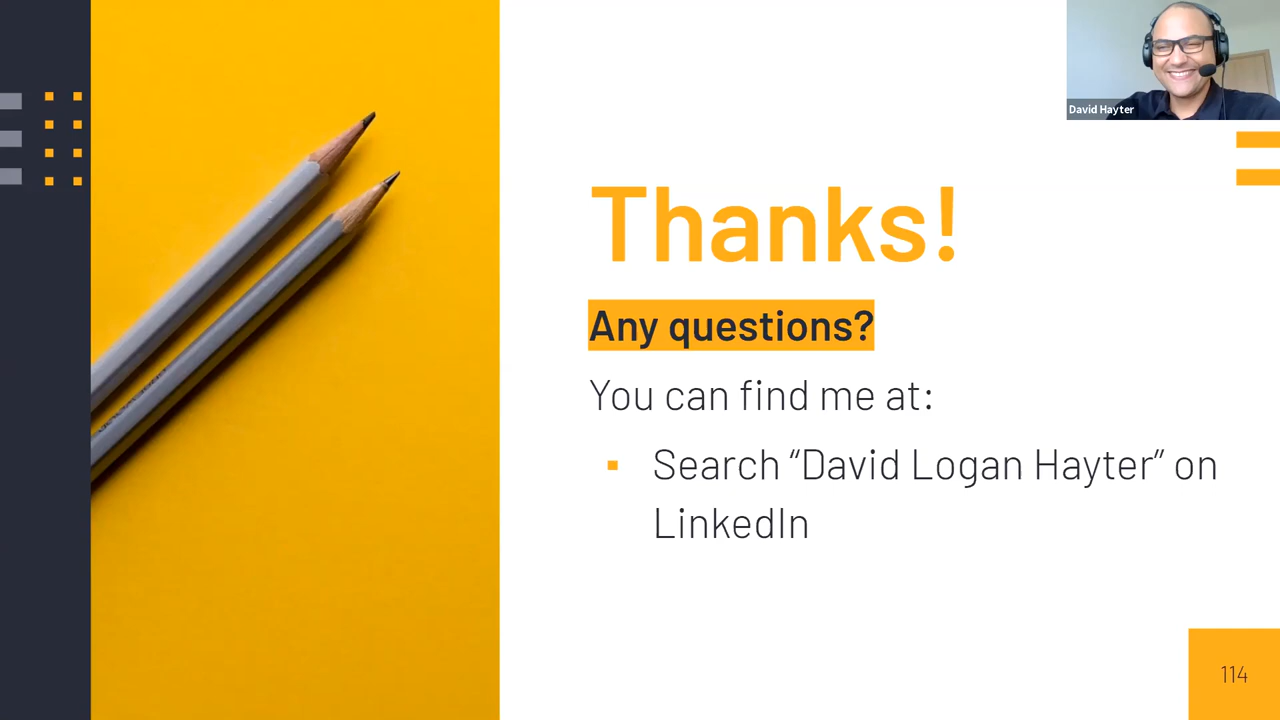 David Hayter
Thanks!
Any questions?
You can find me at:
Search “David Logan Hayter” on
LinkedIn
114